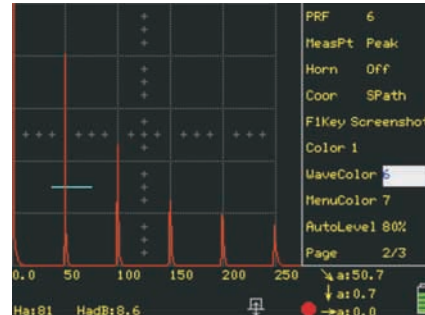 PRF 6
MeasPt Peak
Horn Off
Coor SPath
F1Key Screenshot
Color 1
WaveColor 6
MenuColor 7
AutoLevel 80%
Page 2/3
0.0 50 100 150 200 250
a:50.7
a:0.7
a:0.0
Ha:81 HadB:8.6